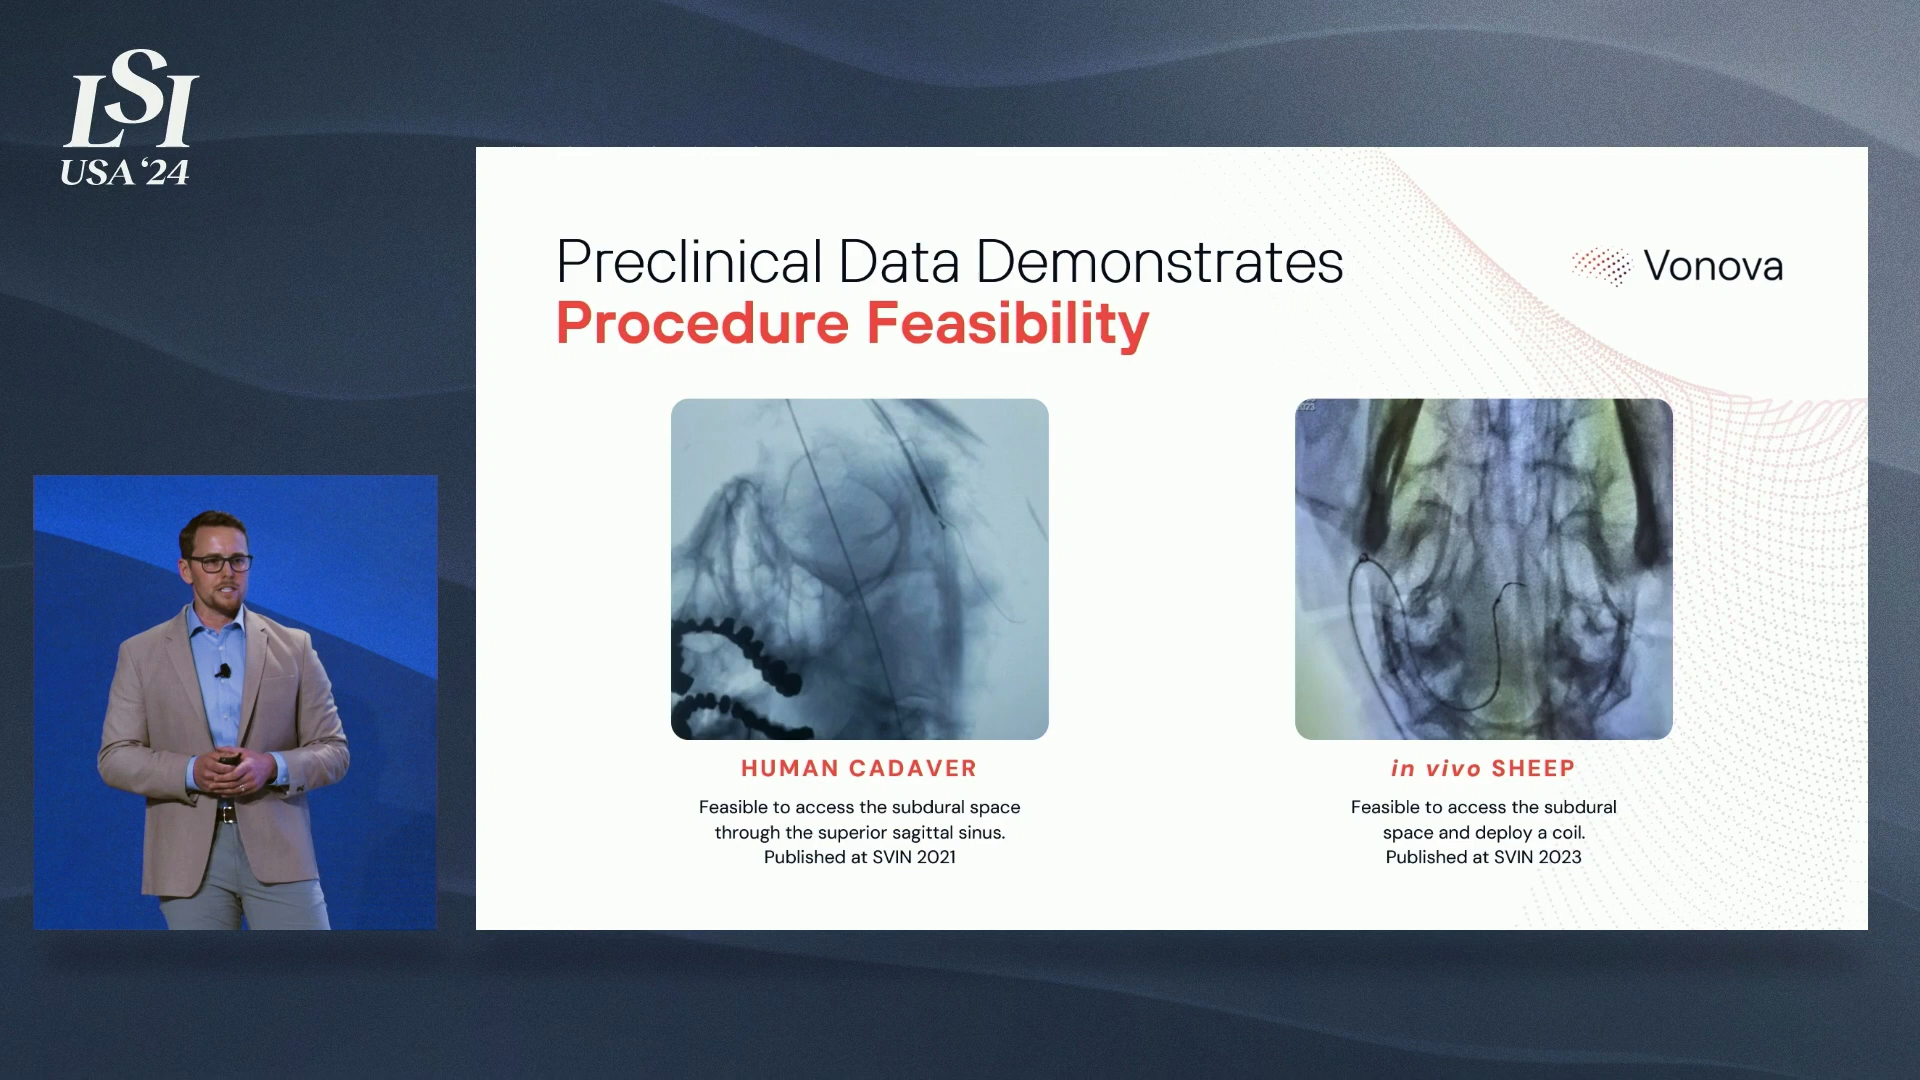 LSI
USA '24
Preclinical Data Demonstrates
Procedure Feasibility
Vonova
023
HUMAN CADAVER
Feasible to access the subdural space
through the superior sagittal sinus.
Published at SVIN 2021
in vivo SHEEP
Feasible to access the subdural
space and deploy a coil.
Published at SVIN 2023